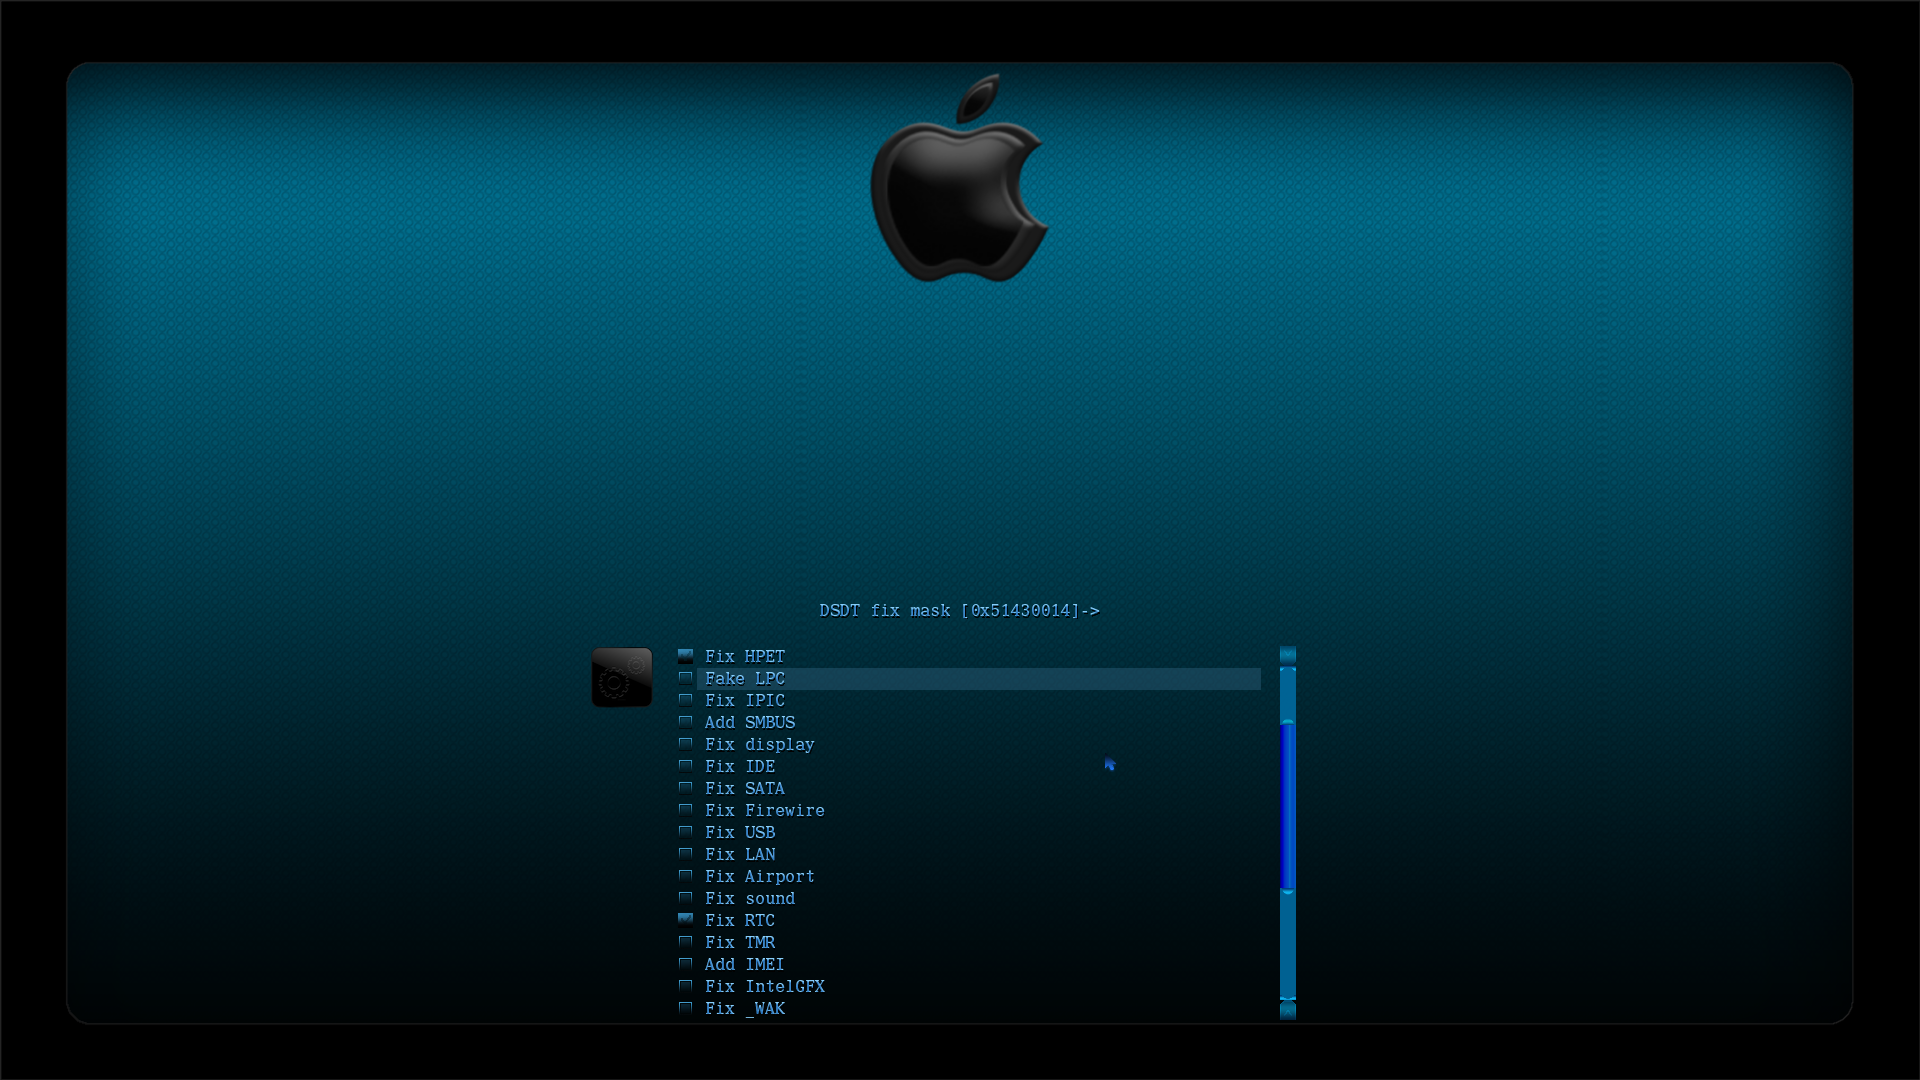 DSDT fix mask [0x51430014]->
Fix HPET
Fake LPC
Fix IPIC
Add SMBUS
Fix display
Fix IDE
Fix SATA
Fix Firewire
Fix USB
Fix LAN
Fix Airport
Fix sound
Fix RTC
Fix TMR
Add IMEI
Fix IntelGFX
Fix _WAK